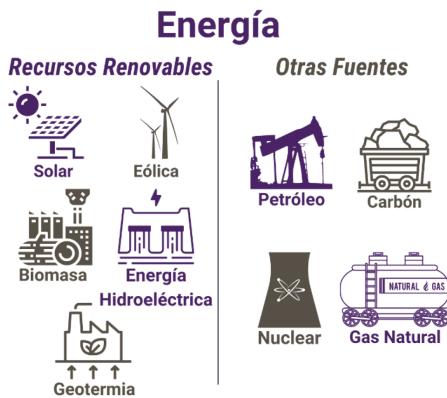 Energía
Recursos Renovables
Otras Fuentes
Solar
Eólica
Petróleo
Carbón
Biomasa
Energía
Hidroeléctrica
NATURAL GAS
Nuclear
Gas Natural
Geotermia